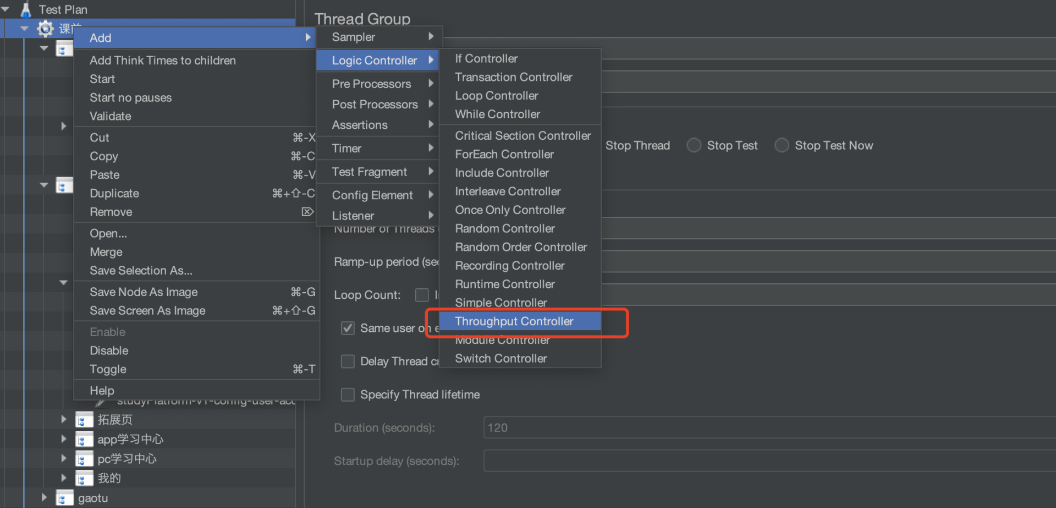 Test Plan
Thread Group
课前
Add
Add Think Times to children
Start
Start no pauses
Validate
Cut ⌘-X
Copy ⌘-C
Paste ⌘-V
Duplicate ⌘+⇧-C
Remove ⌦
Open...
Merge
Save Selection As...
Save Node As Image ⌘-G
Save Screen As Image ⌘+⇧-G
Enable
Disable
Toggle ⌘-T
Help
Sampler
Logic Controller
Pre Processors
Post Processors
Assertions
Timer
Test Fragment
Config Element
Listener
If Controller
Transaction Controller
Loop Controller
While Controller
Critical Section Controller
ForEach Controller
Include Controller
Interleave Controller
Once Only Controller
Random Controller
Random Order Controller
Recording Controller
Runtime Controller
Simple Controller
Throughput Controller
Module Controller
Switch Controller
Stop Thread Stop Test Stop Test Now
Number of Threads
Ramp-up period (se
Loop Count:
Same user on e
Delay Thread c
Specify Thread lifetime
Duration (seconds): 120
Startup delay (seconds):
studyPlatform-v1-config-user-acc
拓展页
app学习中心
pc学习中心
我的
gaotu